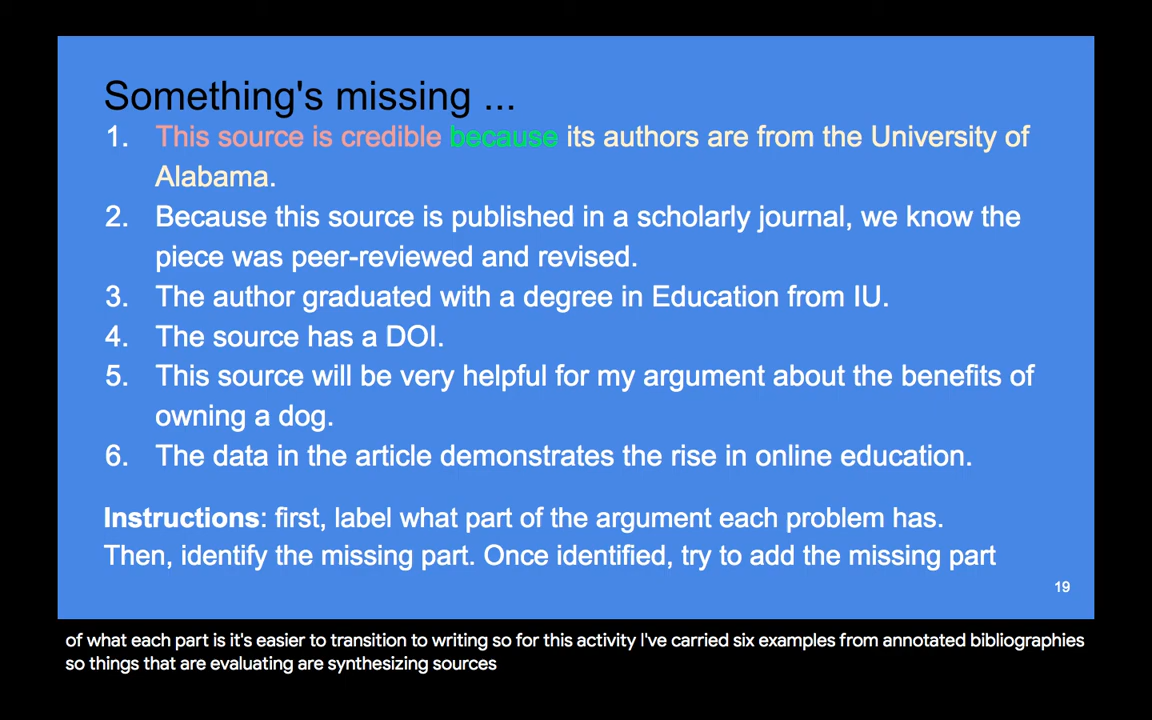 Something's missing ...
1. This source is credible because its authors are from the University of
Alabama.
2. Because this source is published in a scholarly journal, we know the
piece was peer-reviewed and revised.
3. The author graduated with a degree in Education from IU.
4. The source has a DOI.
5. This source will be very helpful for my argument about the benefits of
owning a dog.
6. The data in the article demonstrates the rise in online education.
Instructions: first, label what part of the argument each problem has.
Then, identify the missing part. Once identified, try to add the missing part
19
of what each part is it's easier to transition to writing so for this activity I've carried six examples from annotated bibliographies
so things that are evaluating are synthesizing sources